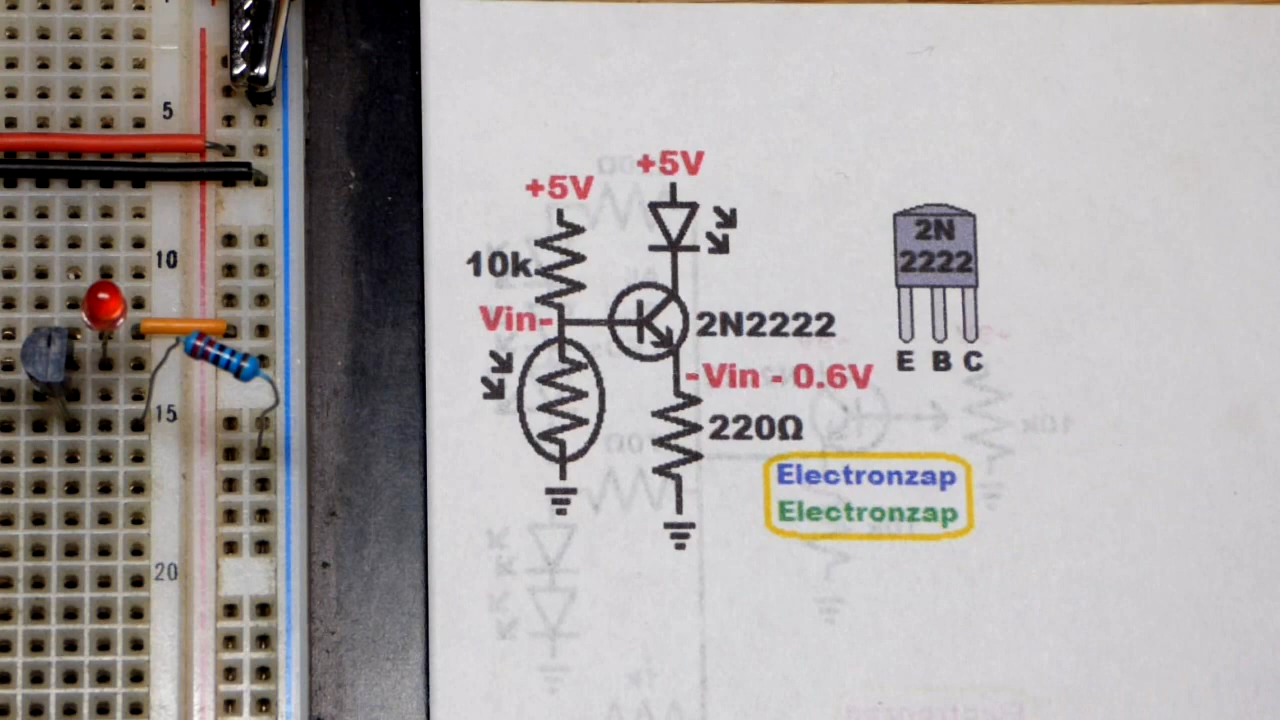 5
10
15
20
+5V
+5V
10k
Vin-
2N2222
-Vin - 0.6V
220Ω
2N
2222
E B C
Electronzap
Electronzap